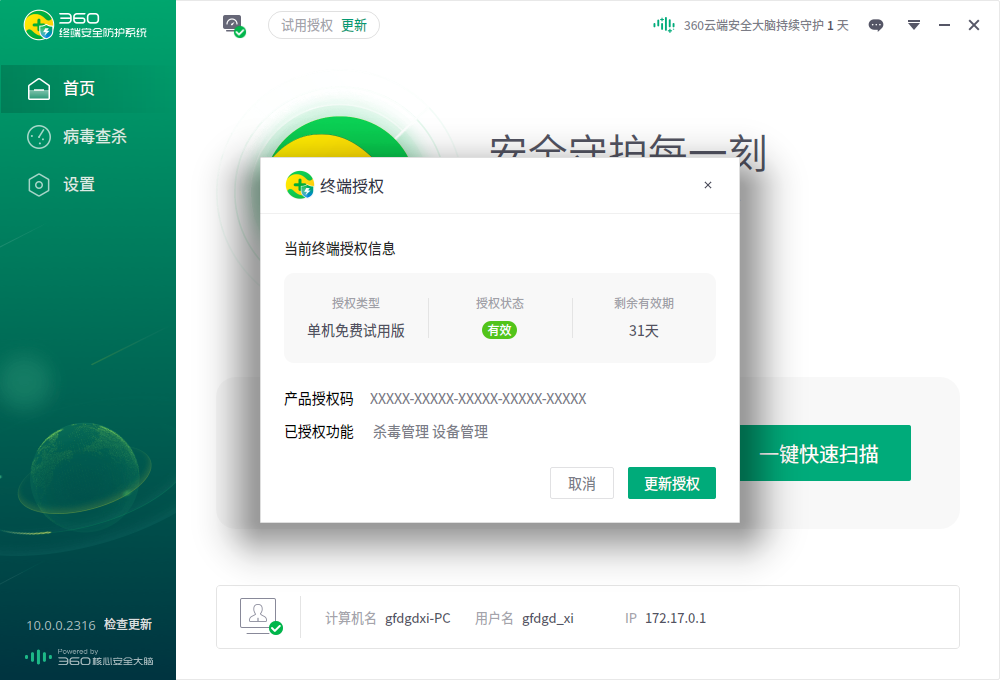 360
终端安全防护系统
试用授权 更新
360云端安全大脑持续守护 1 天
首页
病毒查杀
设置
安全守护每一刻
终端授权
当前终端授权信息
授权类型 授权状态 剩余有效期
单机免费试用版 有效 31天
产品授权码 XXXXX-XXXXX-XXXXX-XXXXX-XXXXX
已授权功能 杀毒管理 设备管理
一键快速扫描
取消 更新授权
计算机名 gfdgdxi-PC 用户名 gfdgd_xi IP 172.17.0.1
10.0.0.2316 检查更新
Powered by
360核心安全大脑